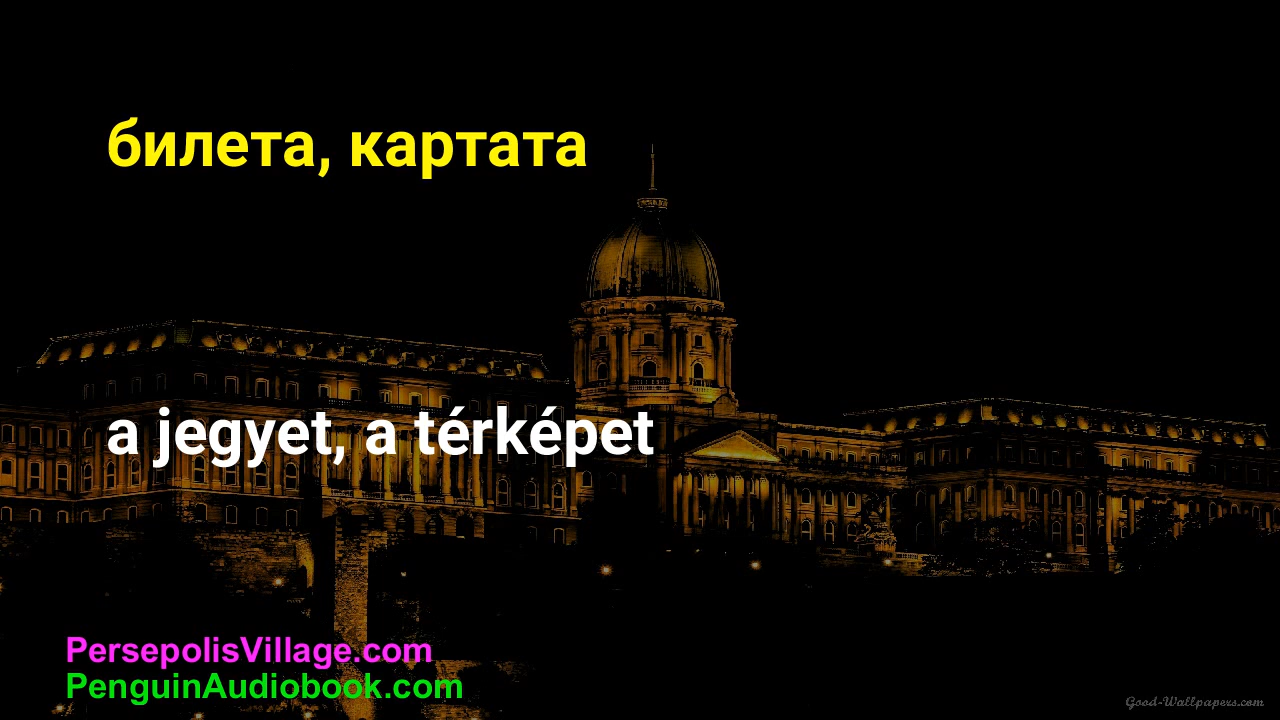 билета, картата
a jegyet, a térképet
PersepolisVillage.com
PenguinAudiobook.com
Good-Wallpapers.com